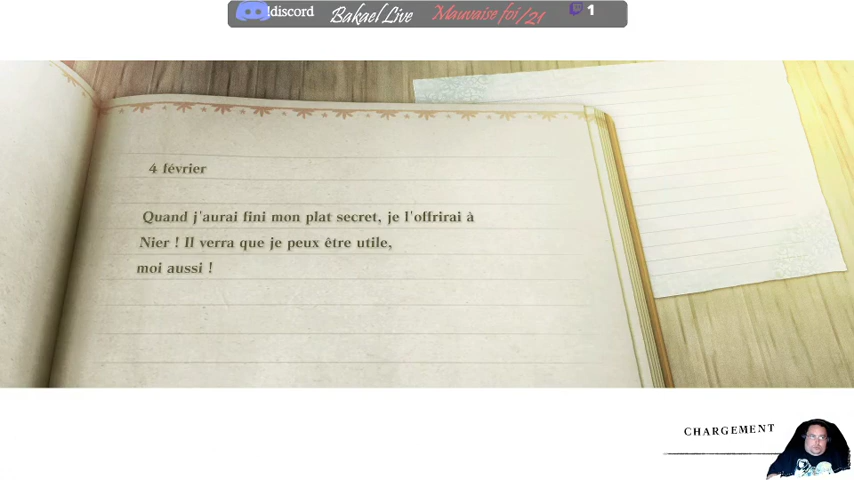 !discord
Bakael Live
Mauvaise foi/21
1
4 février
Quand j'aurai fini mon plat secret, je l'offrirai à
Nier ! Il verra que je peux être utile,
moi aussi !
CHARGEMENT